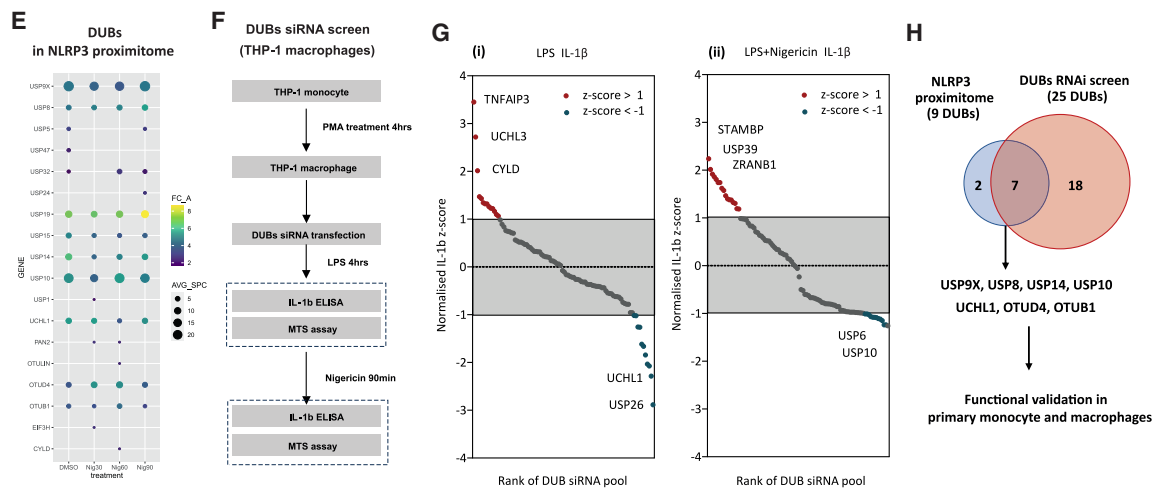 E
DUBs
in NLRP3 proximitome
USP9X
USP8
USP5
USP47
USP32
USP24
USP19
USP15
USP14
USP10
USP1
UCHL1
PAN2
OTULIN
OTUD4
OTUB1
EIF3H
CYLD
GENE
DMSO Nig30 Nig60 Nig90
treatment
FC_A
8
6
4
2
AVG_SPC
5
10
15
20
F
DUBs siRNA screen
(THP-1 macrophages)
THP-1 monocyte
PMA treatment 4hrs
THP-1 macrophage
DUBs siRNA transfection
LPS 4hrs
IL-1b ELISA
MTS assay
Nigericin 90min
IL-1b ELISA
MTS assay
G
(i) LPS IL-1β
Normalised IL-1b z-score
4
3
2
1
0
-1
-2
-3
-4
z-score > 1
z-score < -1
TNFAIP3
UCHL3
CYLD
UCHL1
USP26
Rank of DUB siRNA pool
(ii) LPS+Nigericin IL-1β
Normalised IL-1b z-score
4
3
2
1
0
-1
-2
-3
-4
z-score > 1
z-score < -1
STAMBP
USP39
ZRANB1
USP6
USP10
Rank of DUB siRNA pool
H
NLRP3
proximitome
(9 DUBs)
DUBs RNAi screen
(25 DUBs)
2 7 18
USP9X, USP8, USP14, USP10
UCHL1, OTUD4, OTUB1
Functional validation in
primary monocyte and macrophages